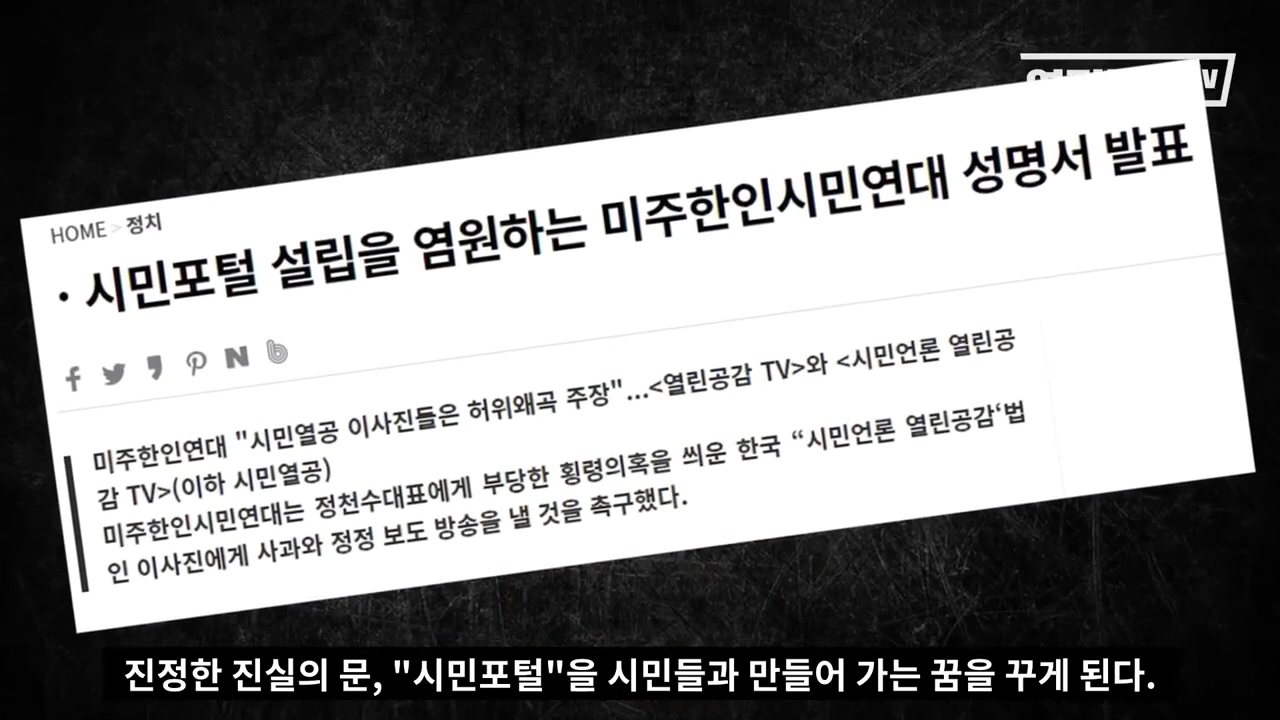 HOME > 정치
· 시민포털 설립을 염원하는 미주한인시민연대 성명서 발표
미주한인연대 "시민열공 이사진들은 허위왜곡 주장"...<열린공감 TV>와 <시민언론 열린공
감 TV>(이하 시민열공)
미주한인시민연대는 정천수대표에게 부당한 횡령의혹을 씌운 한국 “시민언론 열린공감‘법
인 이사진에게 사과와 정정 보도 방송을 낼 것을 촉구했다.
진정한 진실의 문, "시민포털"을 시민들과 만들어 가는 꿈을 꾸게 된다.